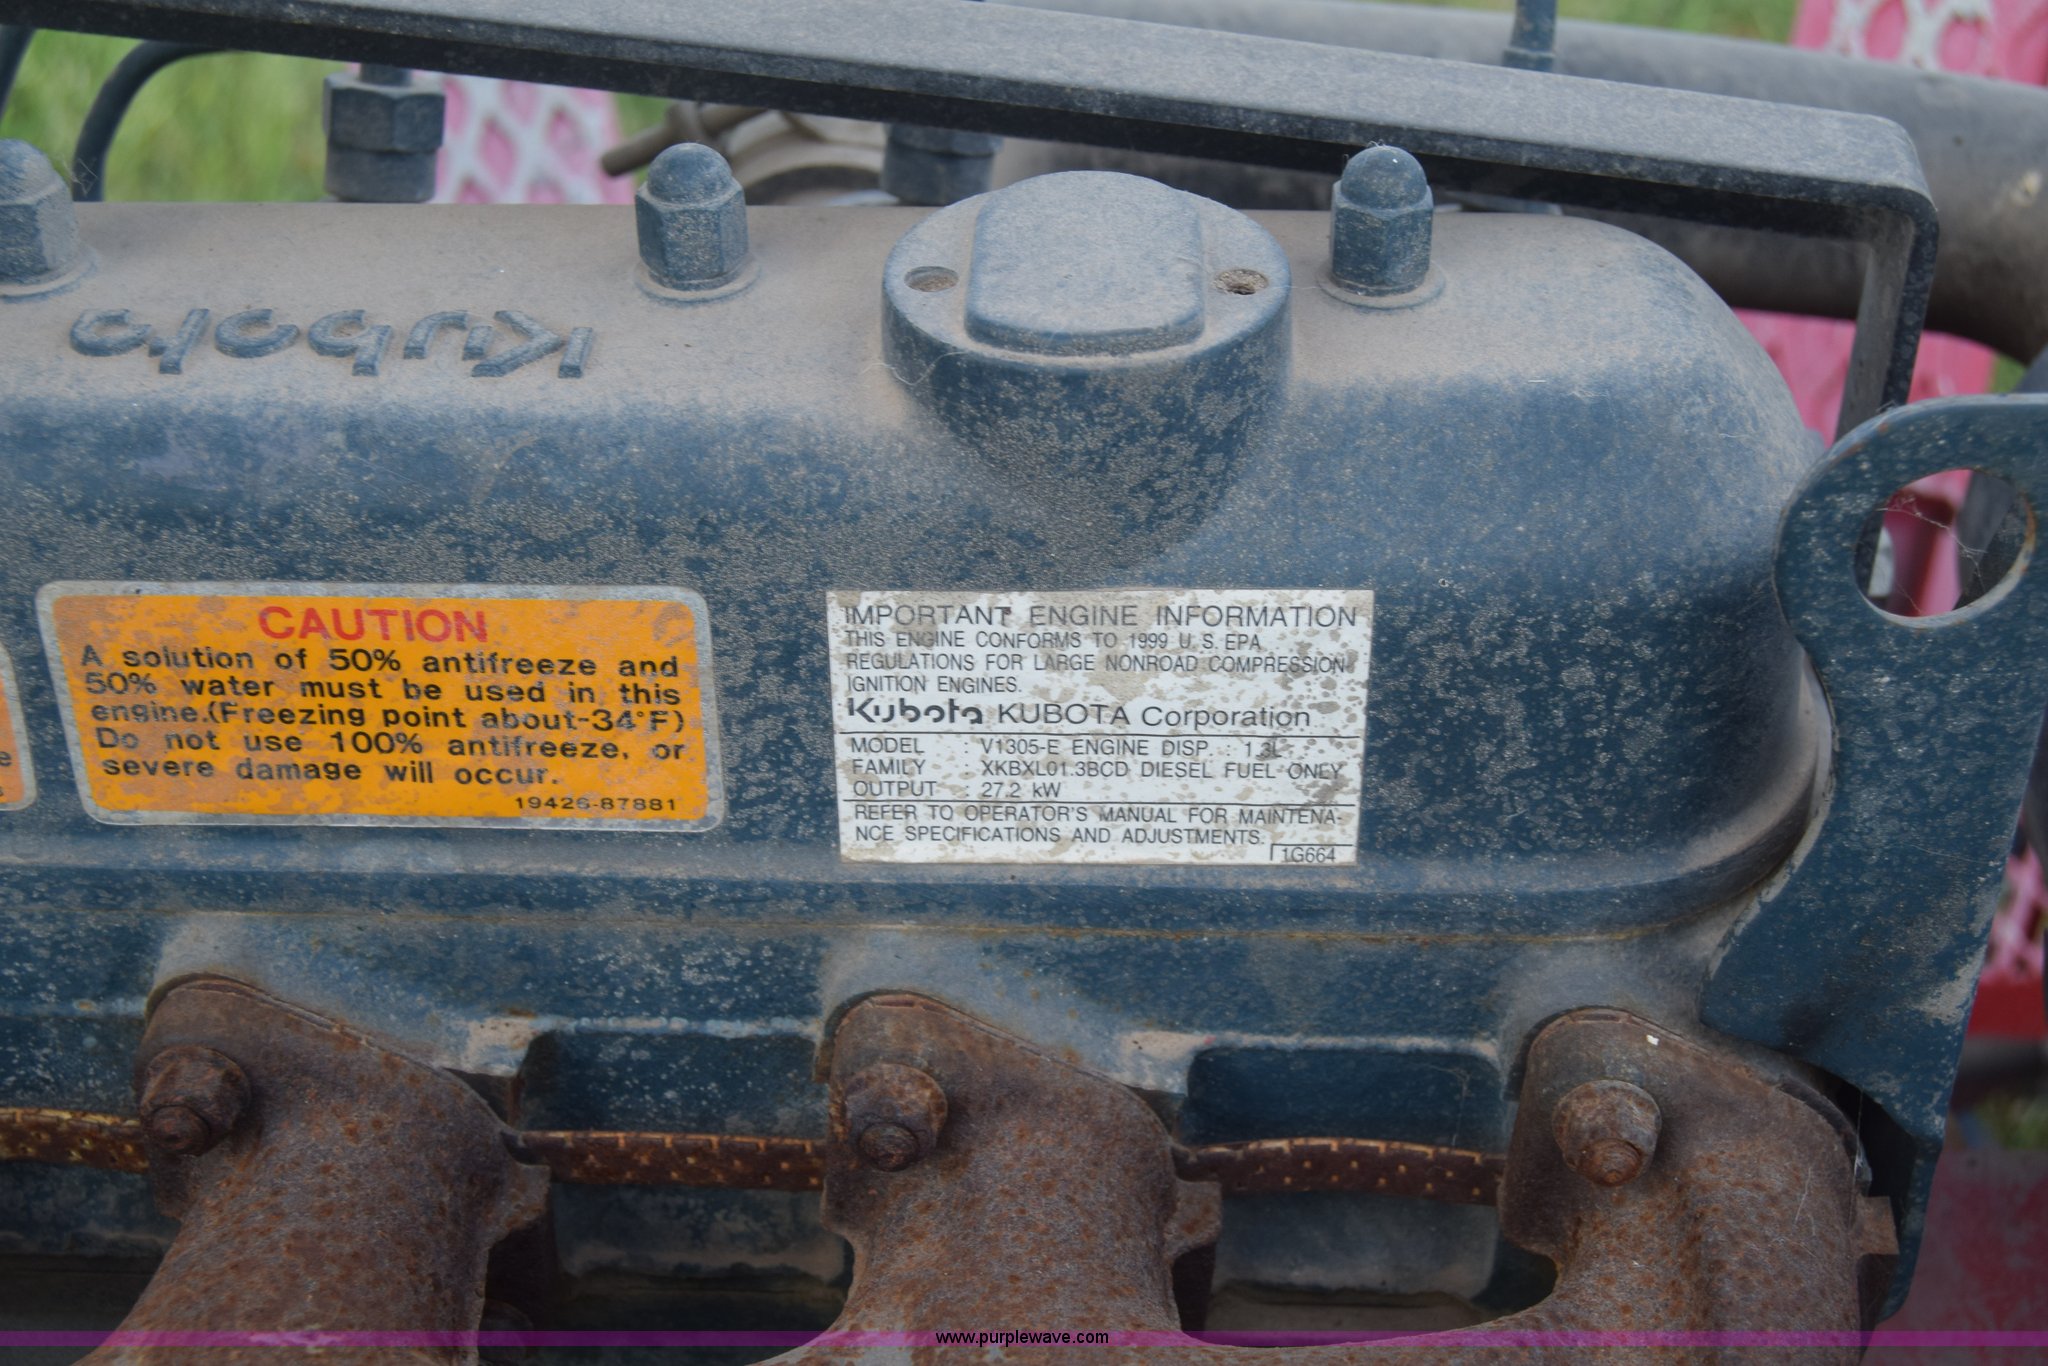 Kubota
CAUTION
A solution of 50% antifreeze and
50% water must be used in this
engine.(Freezing point about-34°F)
Do not use 100% antifreeze, or
severe damage will occur.
19426-87881
IMPORTANT ENGINE INFORMATION
THIS ENGINE CONFORMS TO 1999 U.S. EPA
REGULATIONS FOR LARGE NONROAD COMPRESSION-
IGNITION ENGINES.
Kubota KUBOTA Corporation
MODEL : V1305-E ENGINE DISP. : 1.3L
FAMILY : XKBXL01.3BCD DIESEL FUEL ONLY
OUTPUT : 27.2 kW
REFER TO OPERATOR'S MANUAL FOR MAINTENA-
NCE SPECIFICATIONS AND ADJUSTMENTS.
1G664
www.purplewave.com